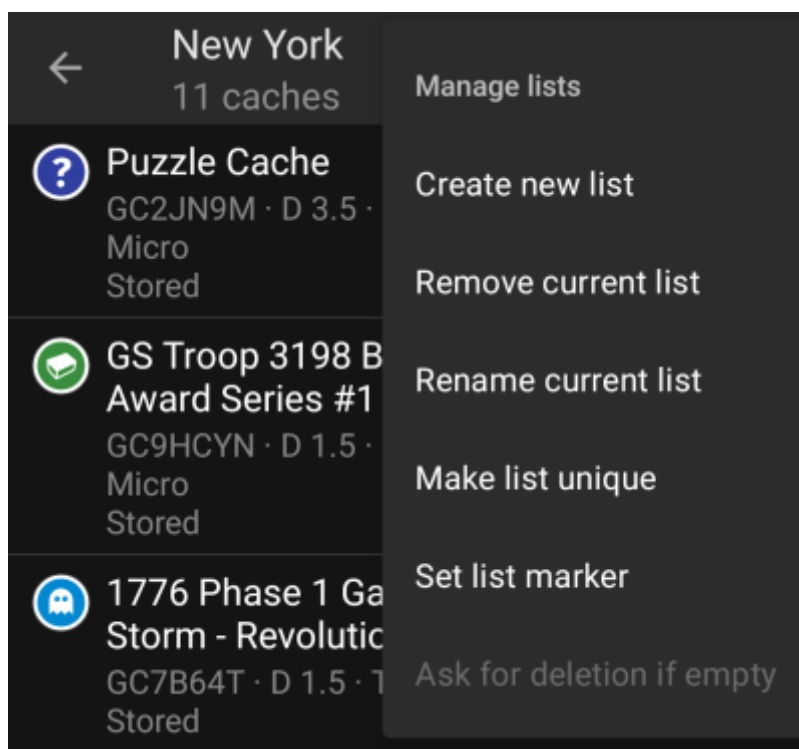 New York
11 caches
Puzzle Cache
GC2JN9M · D 3.5 ·
Micro
Stored
GS Troop 3198 B
Award Series #1
GC9HCYN · D 1.5 ·
Micro
Stored
1776 Phase 1 Ga
Storm - Revolutio
GC7B64T · D 1.5 · T
Stored
Manage lists
Create new list
Remove current list
Rename current list
Make list unique
Set list marker
Ask for deletion if empty